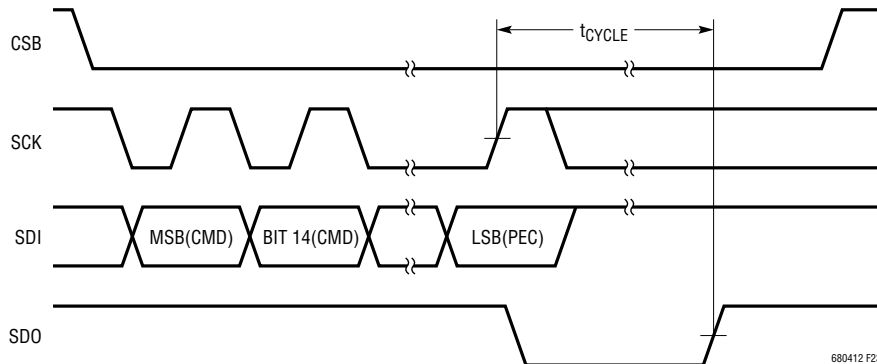 CSB
tCYCLE
SCK
SDI
MSB(CMD)
BIT 14(CMD)
LSB(PEC)
SDO